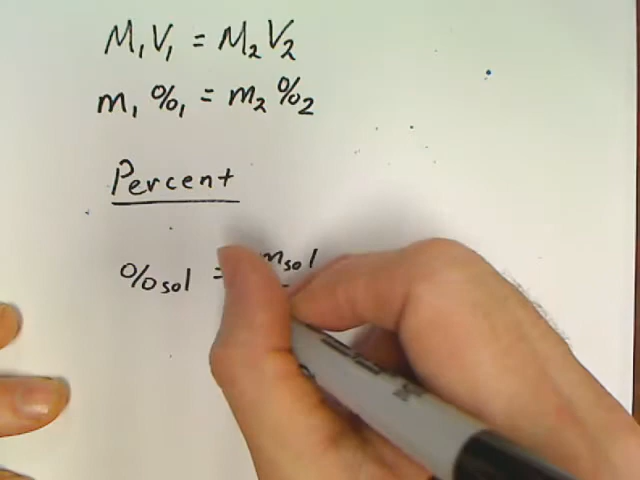 M₁V₁ = M₂V₂
m₁ %₁ = m₂ %₂
Percent
%sol = msol